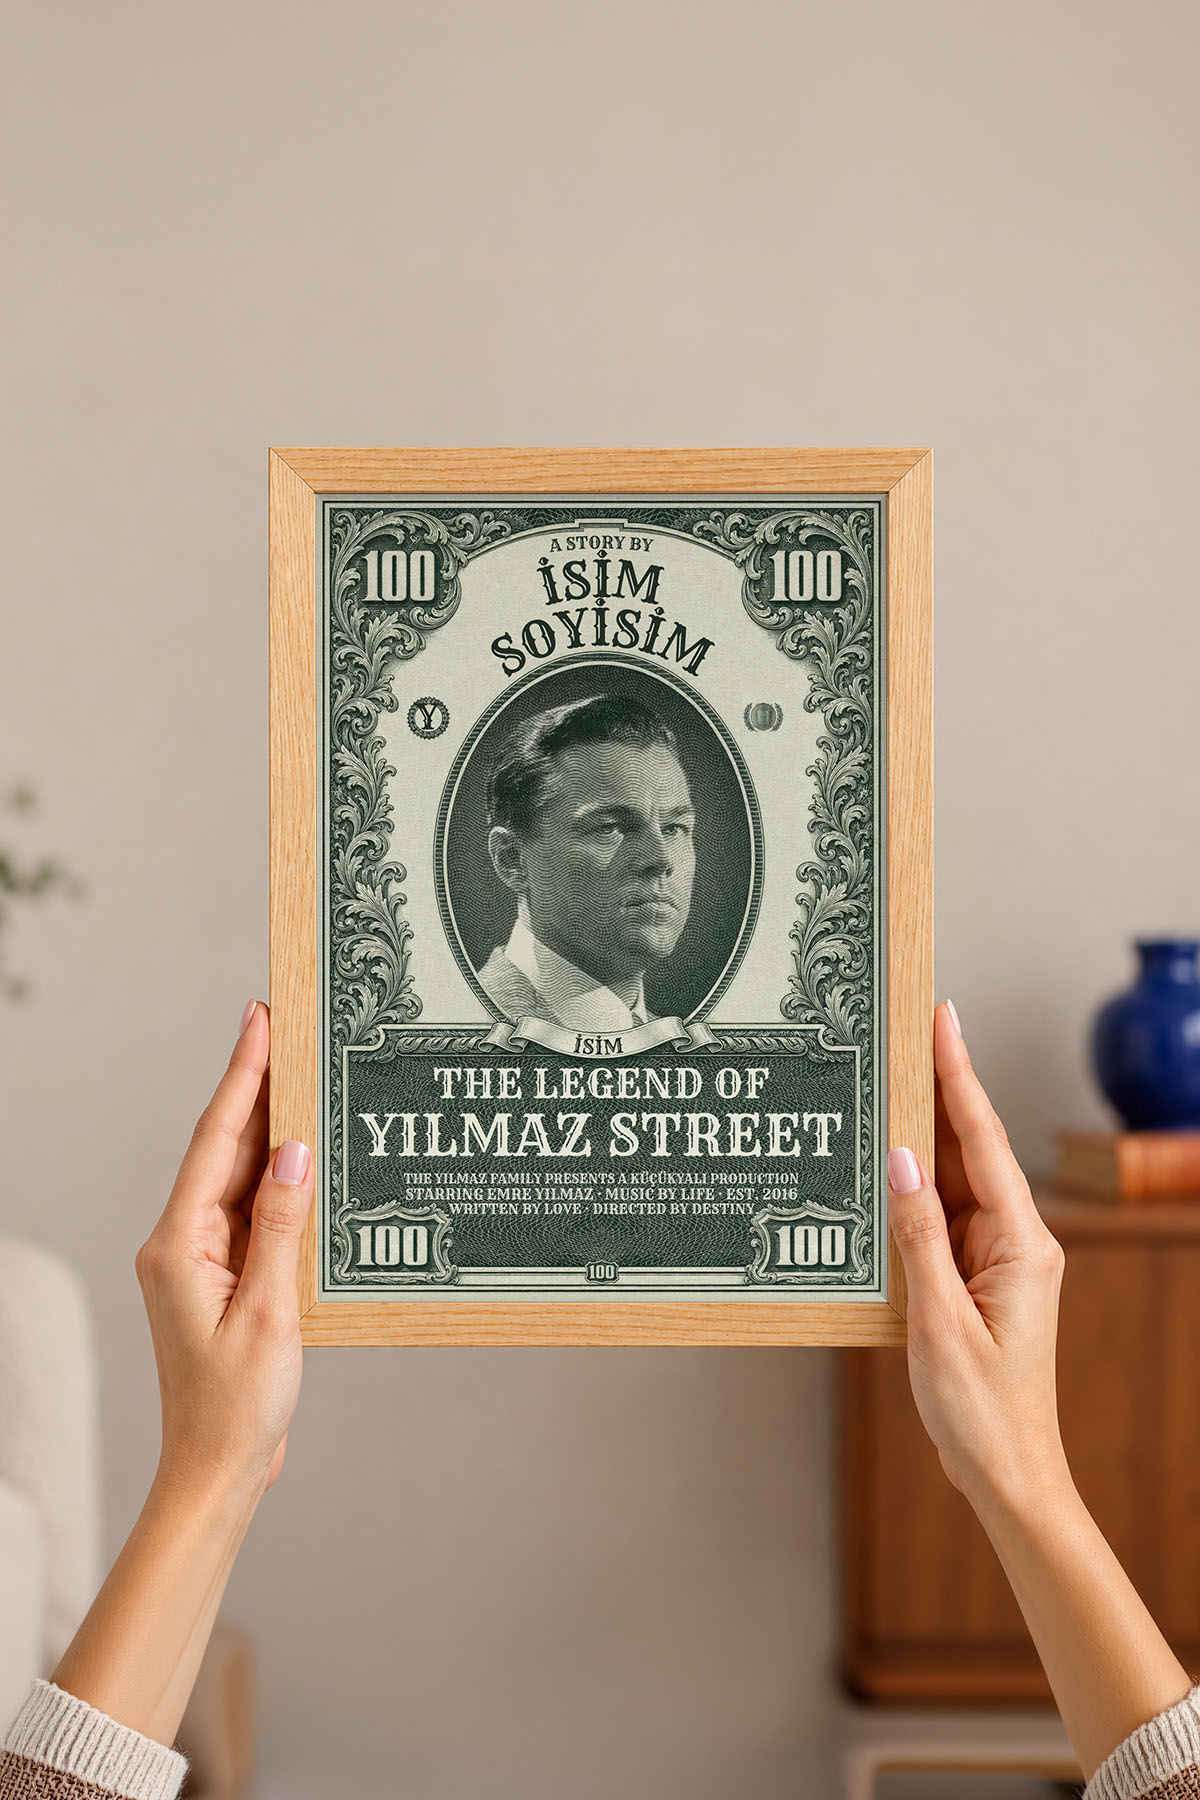 100
100
A STORY BY
İSİM
SOYİSİM
Y
İSİM
THE LEGEND OF
YILMAZ STREET
THE YILMAZ FAMILY PRESENTS A KÜÇÜKYALI PRODUCTION
STARRING EMRE YILMAZ · MUSIC BY LIFE · EST. 2016
WRITTEN BY LOVE · DIRECTED BY DESTINY
100
100
100